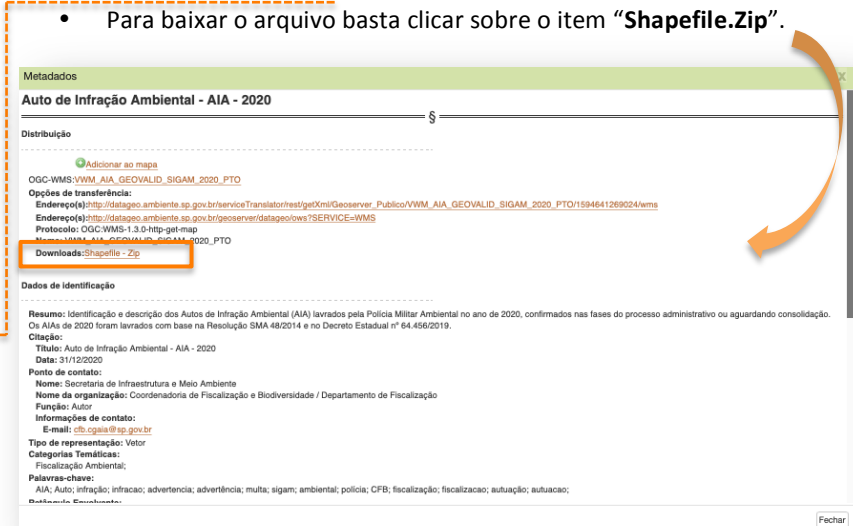 • Para baixar o arquivo basta clicar sobre o item “Shapefile.Zip”.
Metadados X
Auto de Infração Ambiental - AIA - 2020
§
Distribuição
Adicionar ao mapa
OGC-WMS:VWM_AIA_GEOVALID_SIGAM_2020_PTO
Opções de transferência:
Endereço(s):http://datageo.ambiente.sp.gov.br/serviceTranslator/rest/getXml/Geoserver_Publico/VWM_AIA_GEOVALID_SIGAM_2020_PTO/1594641269024/wms
Endereço(s):http://datageo.ambiente.sp.gov.br/geoserver/datageo/ows?SERVICE=WMS
Protocolo: OGC:WMS-1.3.0-http-get-map
Nome: VWM_AIA_GEOVALID_SIGAM_2020_PTO
Downloads:Shapefile - Zip
Dados de identificação
Resumo: Identificação e descrição dos Autos de Infração Ambiental (AIA) lavrados pela Polícia Militar Ambiental no ano de 2020, confirmados nas fases do processo administrativo ou aguardando consolidação.
Os AIAs de 2020 foram lavrados com base na Resolução SMA 48/2014 e no Decreto Estadual nº 64.456/2019.
Citação:
Título: Auto de Infração Ambiental - AIA - 2020
Data: 31/12/2020
Ponto de contato:
Nome: Secretaria de Infraestrutura e Meio Ambiente
Nome da organização: Coordenadoria de Fiscalização e Biodiversidade / Departamento de Fiscalização
Função: Autor
Informações de contato:
E-mail: cfb.cgaia@sp.gov.br
Tipo de representação: Vetor
Categorias Temáticas:
Fiscalização Ambiental;
Palavras-chave:
AIA; Auto; infração; infracao; advertencia; advertência; multa; sigam; ambiental; polícia; CFB; fiscalização; fiscalizacao; autuação; autuacao;
Retângulo Envolvente:
Fechar